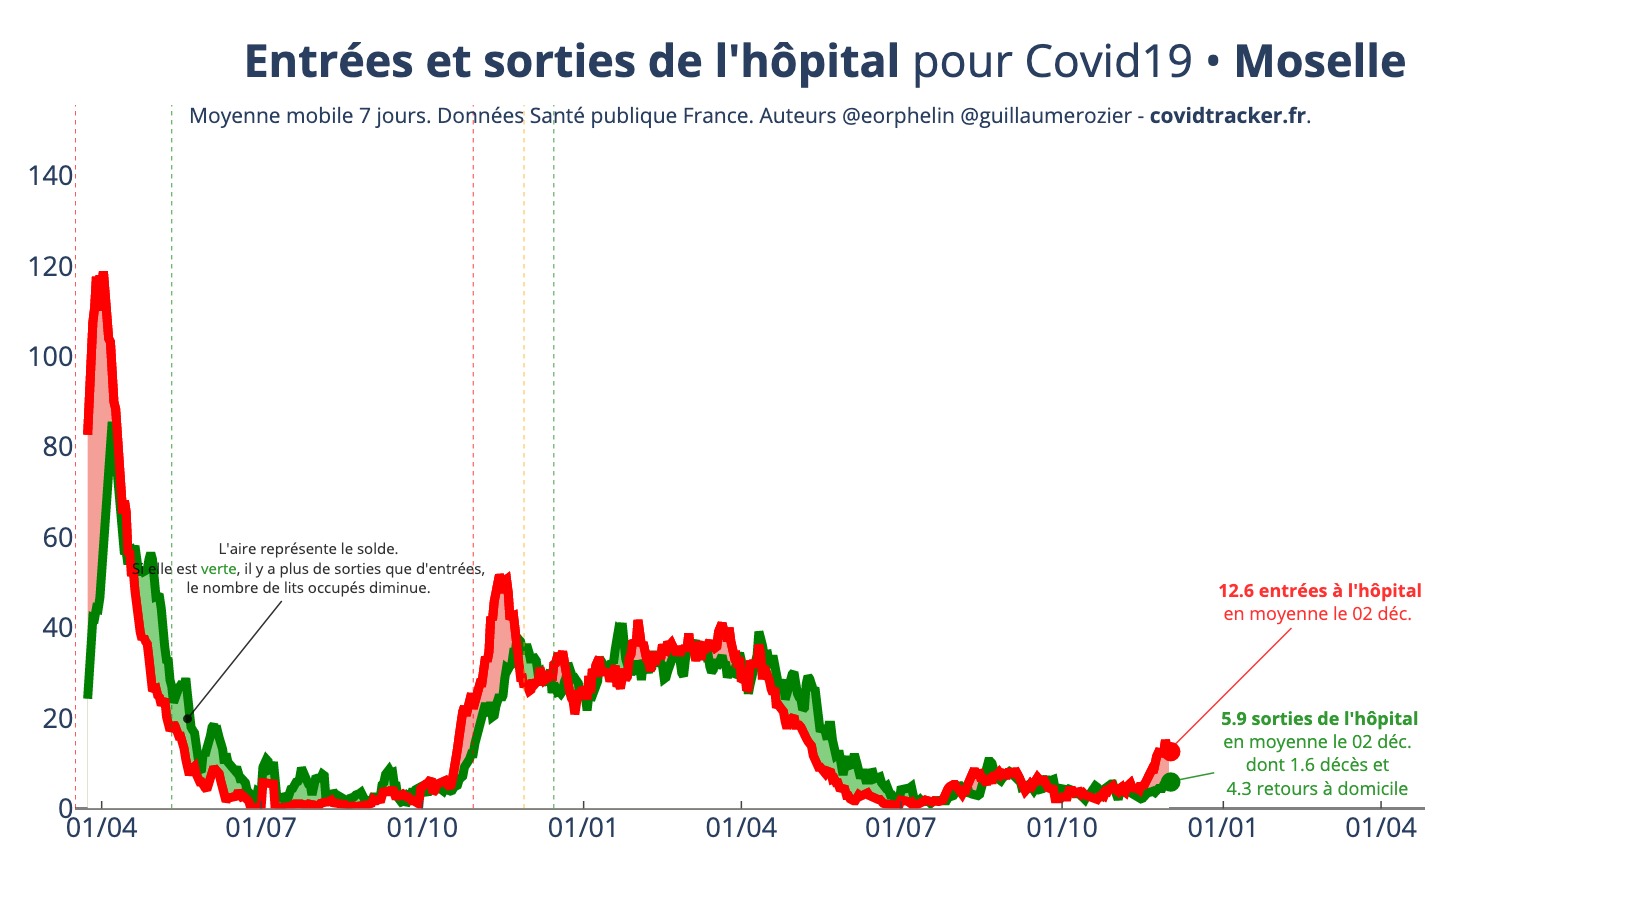 Entrées et sorties de l'hôpital pour Covid19 • Moselle
Moyenne mobile 7 jours. Données Santé publique France. Auteurs @eorphelin @guillaumerozier - covidtracker.fr.
140
120
100
80
60
40
20
0
L'aire représente le solde.
Si elle est verte, il y a plus de sorties que d'entrées,
le nombre de lits occupés diminue.
12.6 entrées à l'hôpital
en moyenne le 02 déc.
5.9 sorties de l'hôpital
en moyenne le 02 déc.
dont 1.6 décès et
4.3 retours à domicile
01/04 01/07 01/10 01/01 01/04 01/07 01/10 01/01 01/04